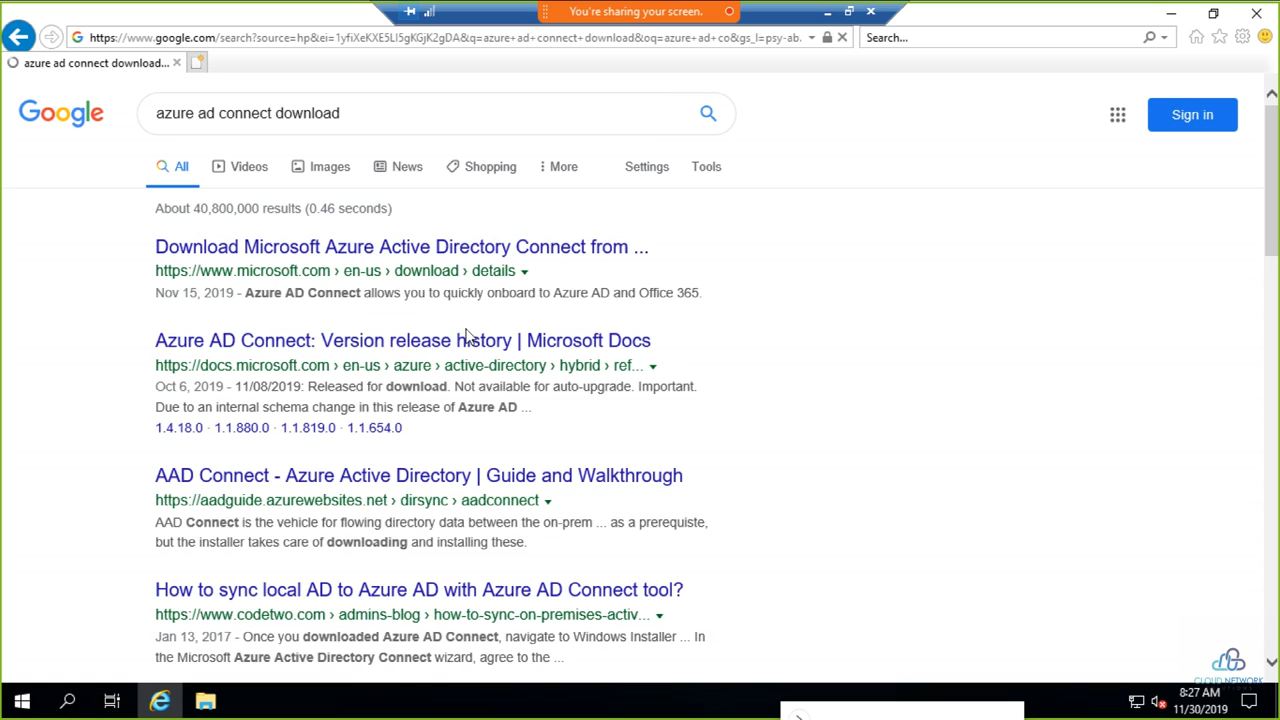 You're sharing your screen.
https://www.google.com/search?source=hp&ei=1yfiXeKXE5LI5gKGjK2gDA&q=azure+ad+connect+download&oq=azure+ad+co&gs_l=psy-ab.
Search...
azure ad connect download...
Google
azure ad connect download
Sign in
All
Videos
Images
News
Shopping
More
Settings
Tools
About 40,800,000 results (0.46 seconds)
Download Microsoft Azure Active Directory Connect from ...
https://www.microsoft.com › en-us › download › details
Nov 15, 2019 - Azure AD Connect allows you to quickly onboard to Azure AD and Office 365.
Azure AD Connect: Version release history | Microsoft Docs
https://docs.microsoft.com › en-us › azure › active-directory › hybrid › ref...
Oct 6, 2019 - 11/08/2019: Released for download. Not available for auto-upgrade. Important.
Due to an internal schema change in this release of Azure AD ...
1.4.18.0 · 1.1.880.0 · 1.1.819.0 · 1.1.654.0
AAD Connect - Azure Active Directory | Guide and Walkthrough
https://aadguide.azurewebsites.net › dirsync › aadconnect
AAD Connect is the vehicle for flowing directory data between the on-prem ... as a prerequiste,
but the installer takes care of downloading and installing these.
How to sync local AD to Azure AD with Azure AD Connect tool?
https://www.codetwo.com › admins-blog › how-to-sync-on-premises-activ...
Jan 13, 2017 - Once you downloaded Azure AD Connect, navigate to Windows Installer ... In
the Microsoft Azure Active Directory Connect wizard, agree to the ...
CLOUD NETWORK
8:27 AM
11/30/2019